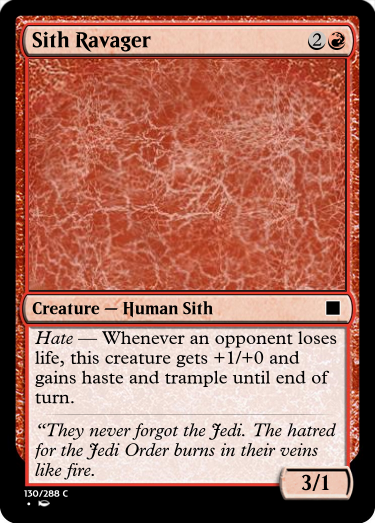 Sith Ravager
2
Creature — Human Sith
Hate — Whenever an opponent loses
life, this creature gets +1/+0 and
gains haste and trample until end of
turn.
“They never forgot the Jedi. The hatred
for the Jedi Order burns in their veins
like fire.
3/1
130/288 C